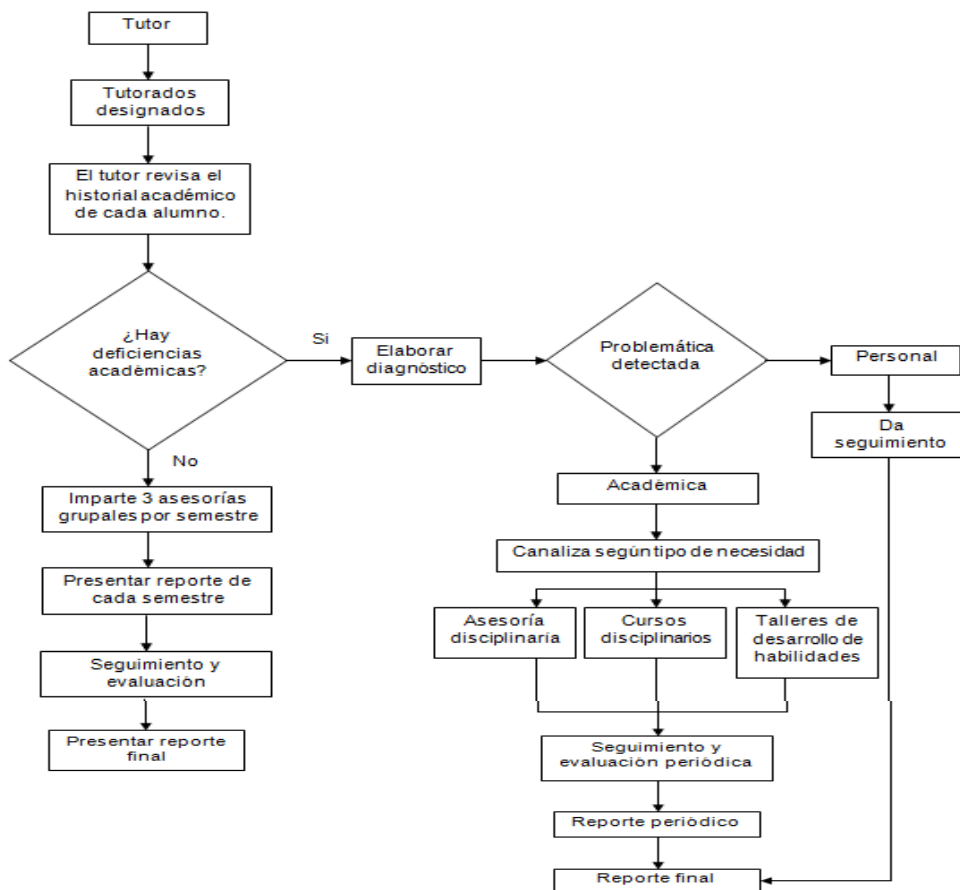 Tutor
Tutorados
designados
El tutor revisa el
historial académico
de cada alumno.
¿Hay
deficiencias
académicas?
Si
Elaborar
diagnóstico
Problemática
detectada
Personal
Da
seguimiento
No
Imparte 3 asesorías
grupales por semestre
Presentar reporte de
cada semestre
Seguimiento y
evaluación
Presentar reporte
final
Académica
Canaliza según tipo de necesidad
Asesoría
disciplinaria
Cursos
disciplinarios
Talleres de
desarrollo de
habilidades
Seguimiento y
evaluación periódica
Reporte periódico
Reporte final